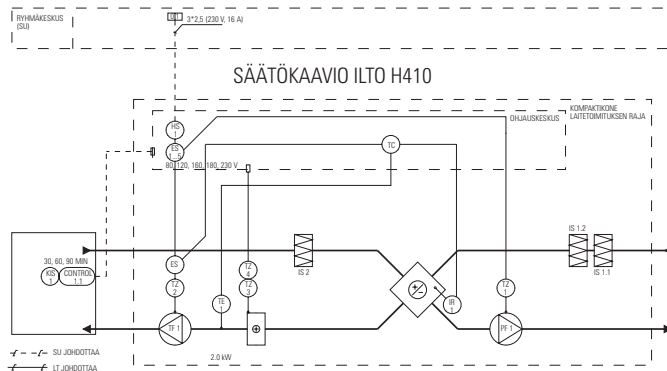 RYHMÄKESKUS
(SU)
0.1
3*2,5 (230 V, 16 A)
SÄÄTÖKAAVIO ILTO H410
KOMPAKTIKONE
LAITETOIMITUKSEN RAJA
OHJAUSKESKUS
HS
1
ES
1...5
80, 120, 160, 180, 230 V
TC
IS 1.2
IS 1.1
IS 2
30, 60, 90 MIN
KIS
1
CONTROL
1.1
ES
TZ
2
TZ
4
TZ
3
TE
1
IR
1
TZ
1
TF 1
PF 1
2.0 kW
SU JOHDOTTAA
LT JOHDOTTAA